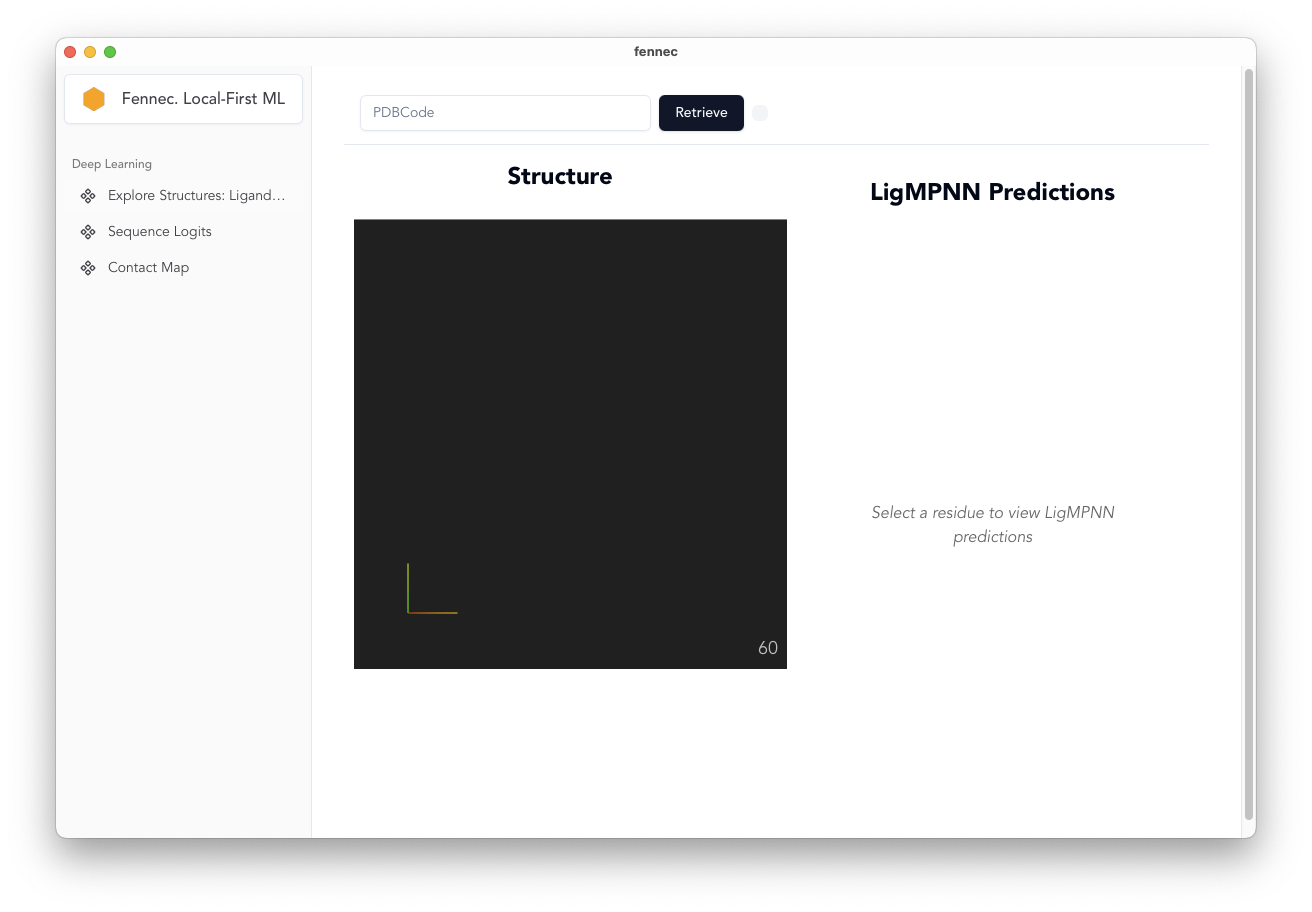 fennec
Fennec. Local-First ML
Deep Learning
Explore Structures: Ligand…
Sequence Logits
Contact Map
PDBCode
Retrieve
Structure
60
LigMPNN Predictions
Select a residue to view LigMPNN
predictions